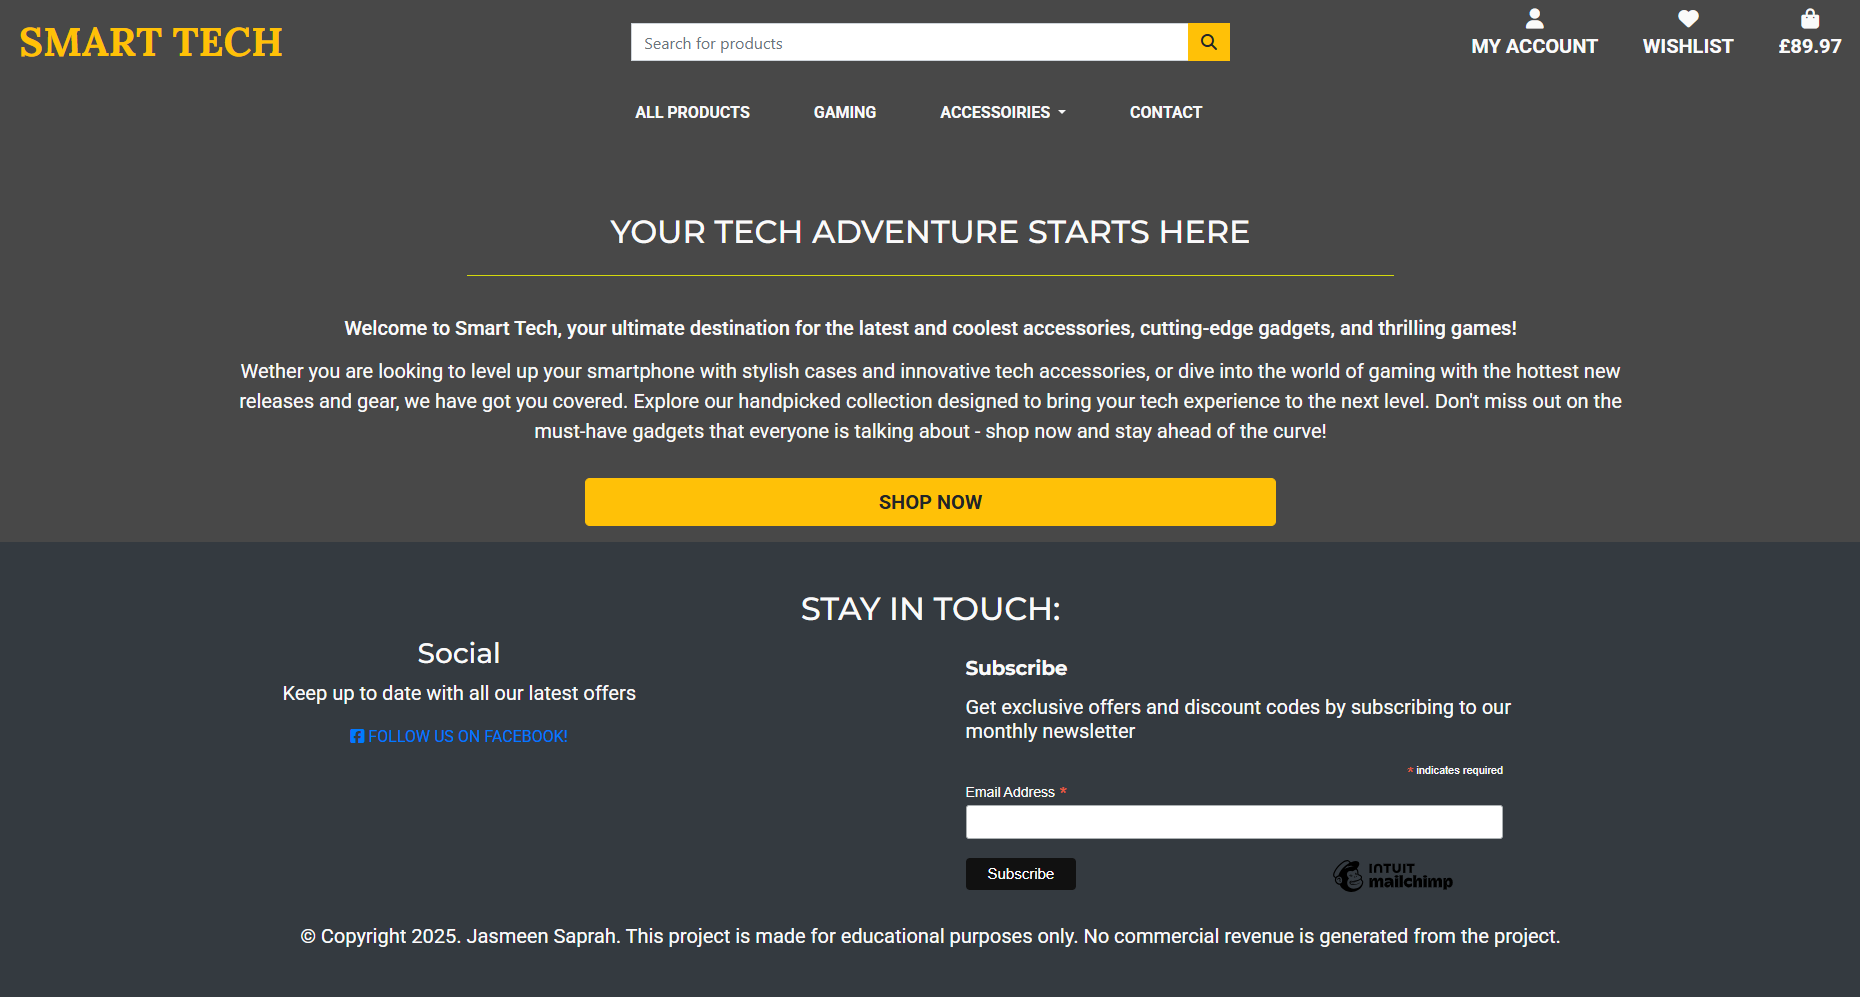 SMART TECH
Search for products
MY ACCOUNT
WISHLIST
£89.97
ALL PRODUCTS
GAMING
ACCESSOIRIES
CONTACT
YOUR TECH ADVENTURE STARTS HERE
Welcome to Smart Tech, your ultimate destination for the latest and coolest accessories, cutting-edge gadgets, and thrilling games!
Wether you are looking to level up your smartphone with stylish cases and innovative tech accessories, or dive into the world of gaming with the hottest new
releases and gear, we have got you covered. Explore our handpicked collection designed to bring your tech experience to the next level. Don't miss out on the
must-have gadgets that everyone is talking about - shop now and stay ahead of the curve!
SHOP NOW
STAY IN TOUCH:
Social
Keep up to date with all our latest offers
FOLLOW US ON FACEBOOK!
Subscribe
Get exclusive offers and discount codes by subscribing to our
monthly newsletter
* indicates required
Email Address *
Subscribe
INTUIT
mailchimp
© Copyright 2025. Jasmeen Saprah. This project is made for educational purposes only. No commercial revenue is generated from the project.